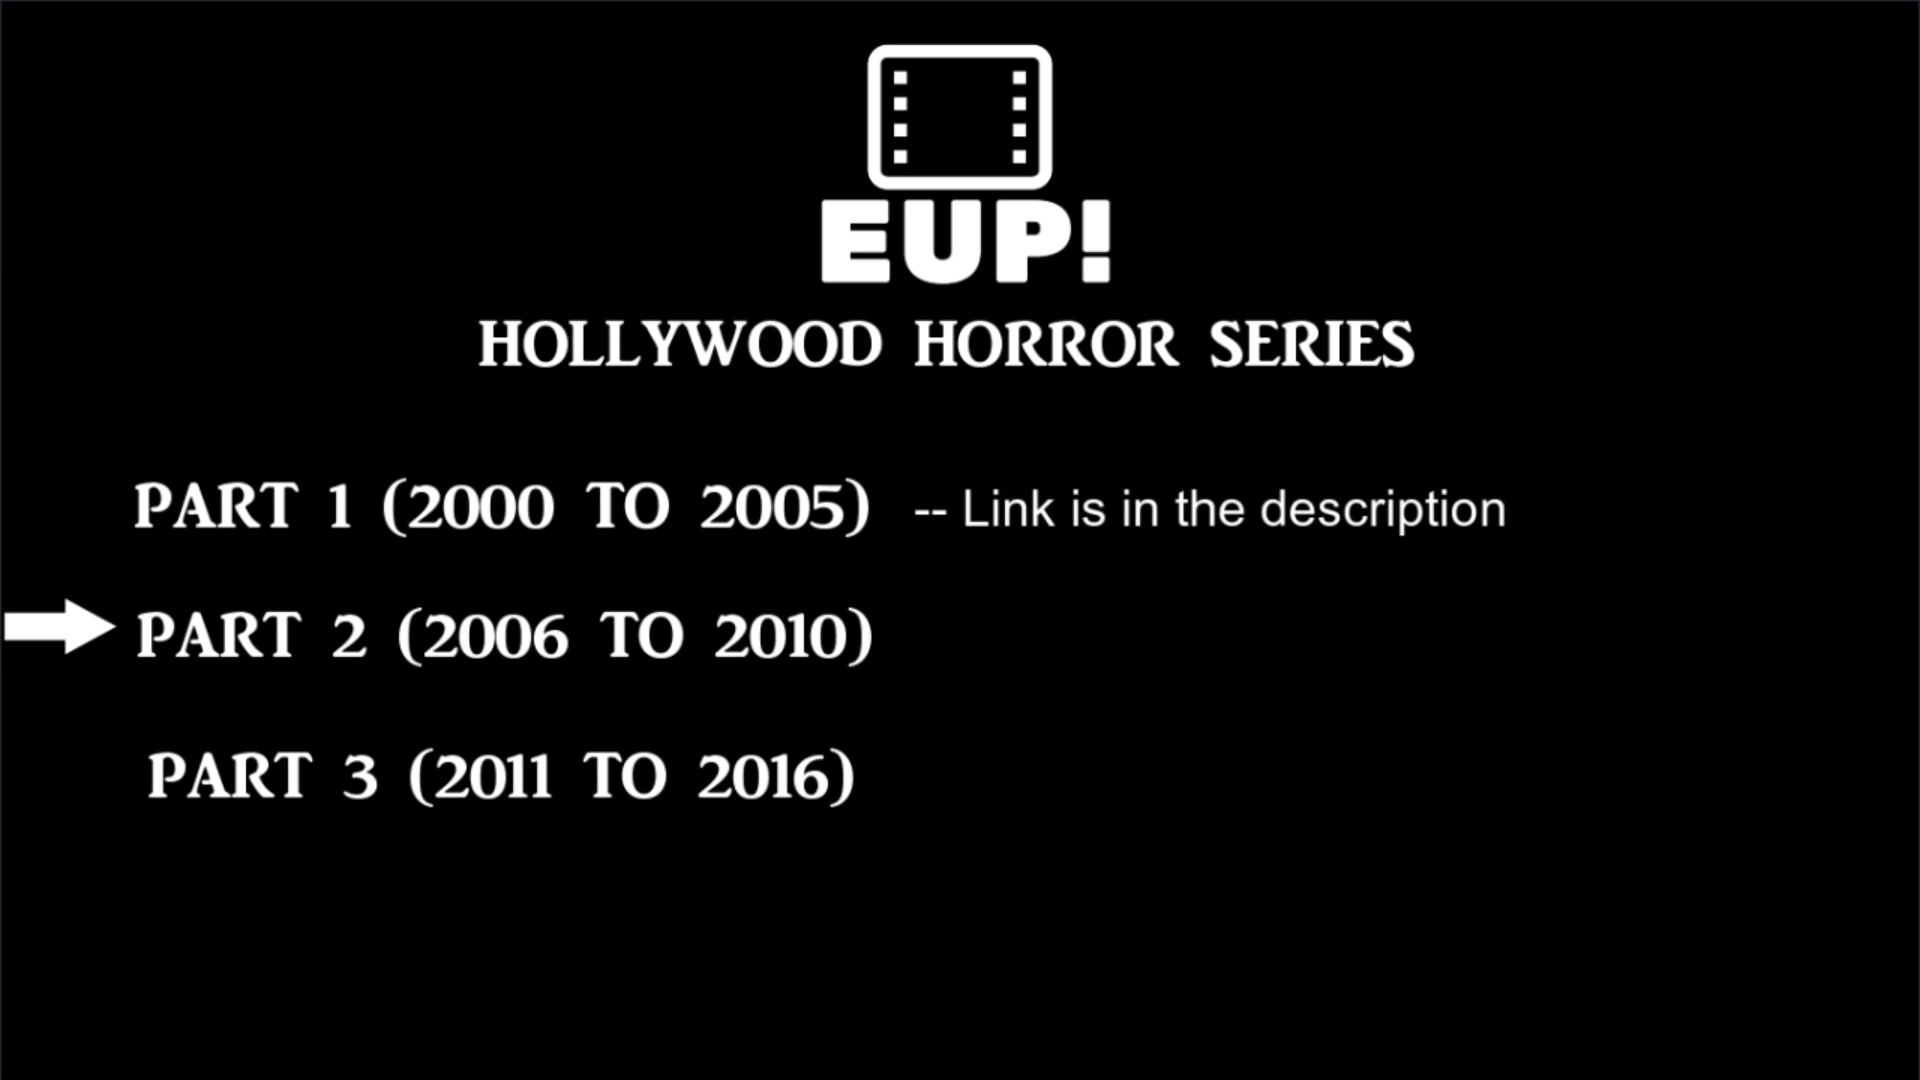 EUP!
HOLLYWOOD HORROR SERIES
PART 1 (2000 TO 2005) -- Link is in the description
PART 2 (2006 TO 2010)
PART 3 (2011 TO 2016)